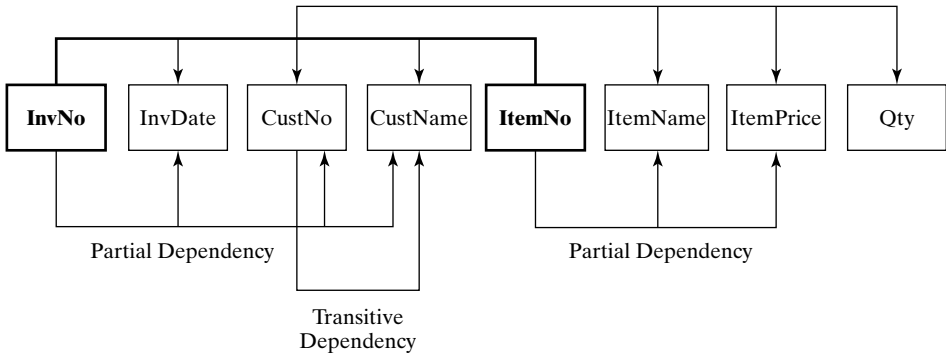 InvNo InvDate CustNo CustName ItemNo ItemName ItemPrice Qty
Partial Dependency Partial Dependency
Transitive
Dependency